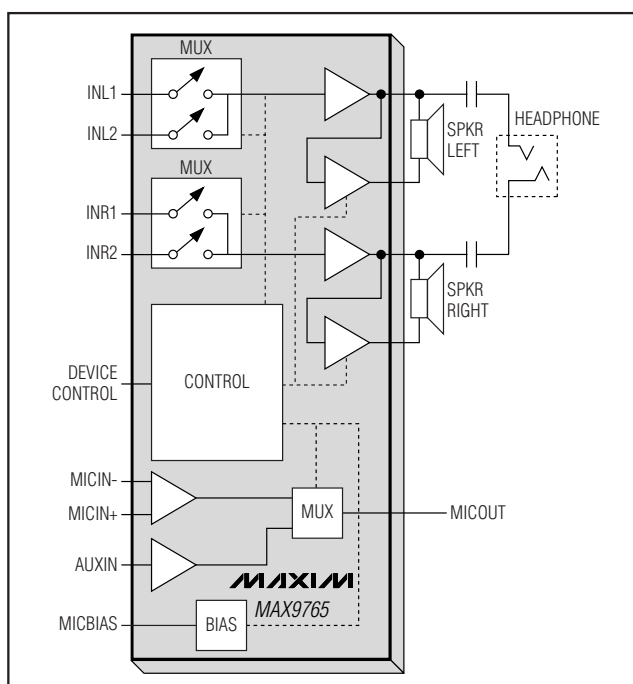 MUX
INL1
INL2
MUX
INR1
INR2
SPKR
LEFT
HEADPHONE
SPKR
RIGHT
DEVICE
CONTROL
CONTROL
MICIN-
MICIN+
MUX
MICOUT
AUXIN
MAXIM
MAX9765
MICBIAS
BIAS